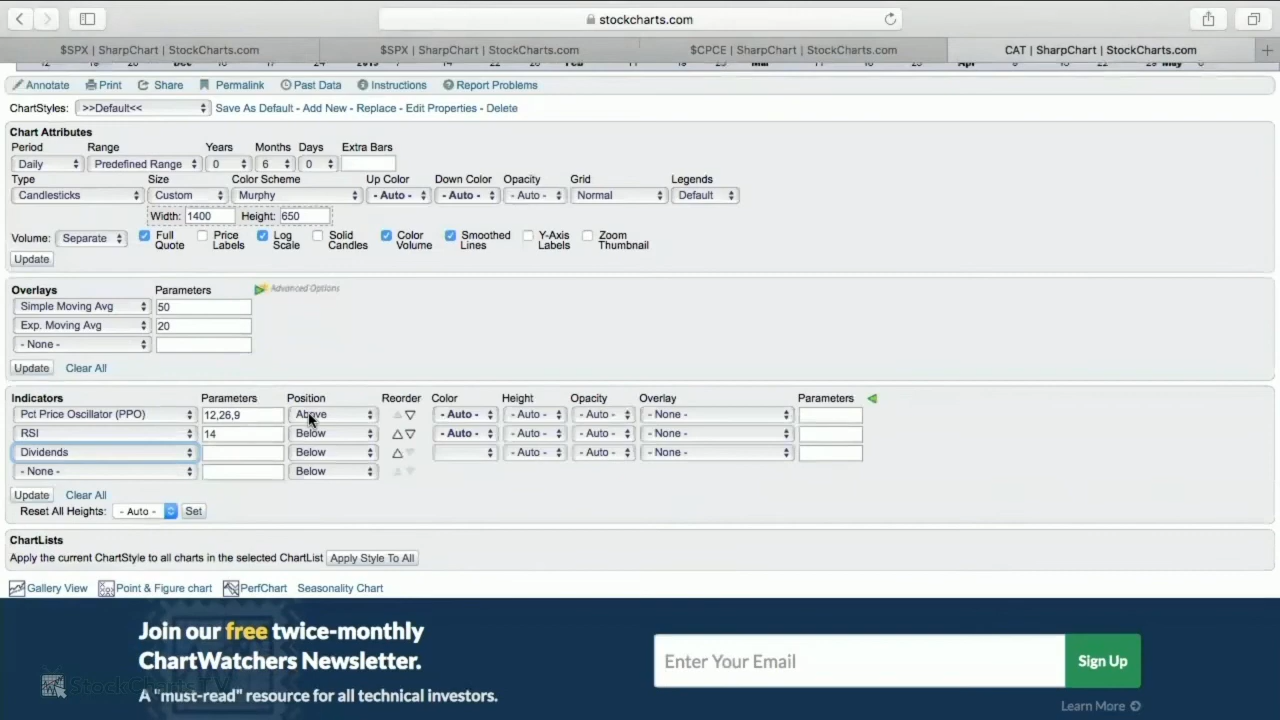 stockcharts.com
$SPX | SharpChart | StockCharts.com $SPX | SharpChart | StockCharts.com $CPCE | SharpChart | StockCharts.com CAT | SharpChart | StockCharts.com
Annotate Print Share Permalink Past Data Instructions Report Problems
ChartStyles: >>Default<< Save As Default - Add New - Replace - Edit Properties - Delete
Chart Attributes
Period Range Years Months Days Extra Bars
Daily Predefined Range 0 6 0
Type Size Color Scheme Up Color Down Color Opacity Grid Legends
Candlesticks Custom Murphy - Auto - - Auto - - Auto - Normal Default
Width: 1400 Height: 650
Volume: Separate Full Quote Price Labels Log Scale Solid Candles Color Volume Smoothed Lines Y-Axis Labels Zoom Thumbnail
Update
Overlays Parameters Advanced Options
Simple Moving Avg 50
Exp. Moving Avg 20
- None -
Update Clear All
Indicators Parameters Position Reorder Color Height Opacity Overlay Parameters
Pct Price Oscillator (PPO) 12,26,9 Above - Auto - - Auto - - Auto - - None -
RSI 14 Below - Auto - - Auto - - Auto - - None -
Dividends Below - Auto - - Auto - - None -
- None - Below
Update Clear All
Reset All Heights: - Auto - Set
ChartLists
Apply the current ChartStyle to all charts in the selected ChartList Apply Style To All
Gallery View Point & Figure chart PerfChart Seasonality Chart
Join our free twice-monthly
ChartWatchers Newsletter.
Enter Your Email Sign Up
A "must-read" resource for all technical investors.
StockCharts TV
Learn More